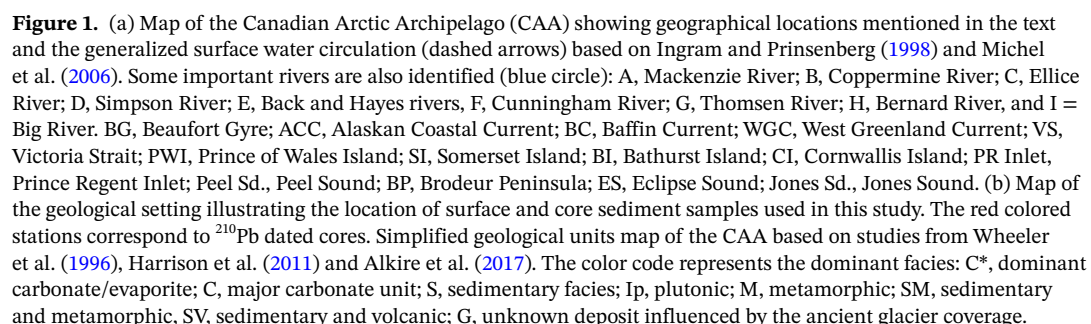 Figure 1. (a) Map of the Canadian Arctic Archipelago (CAA) showing geographical locations mentioned in the text
and the generalized surface water circulation (dashed arrows) based on Ingram and Prinsenberg (1998) and Michel
et al. (2006). Some important rivers are also identified (blue circle): A, Mackenzie River; B, Coppermine River; C, Ellice
River; D, Simpson River; E, Back and Hayes rivers, F, Cunningham River; G, Thomsen River; H, Bernard River, and I =
Big River. BG, Beaufort Gyre; ACC, Alaskan Coastal Current; BC, Baffin Current; WGC, West Greenland Current; VS,
Victoria Strait; PWI, Prince of Wales Island; SI, Somerset Island; BI, Bathurst Island; CI, Cornwallis Island; PR Inlet,
Prince Regent Inlet; Peel Sd., Peel Sound; BP, Brodeur Peninsula; ES, Eclipse Sound; Jones Sd., Jones Sound. (b) Map of
the geological setting illustrating the location of surface and core sediment samples used in this study. The red colored
stations correspond to ²¹⁰Pb dated cores. Simplified geological units map of the CAA based on studies from Wheeler
et al. (1996), Harrison et al. (2011) and Alkire et al. (2017). The color code represents the dominant facies: C*, dominant
carbonate/evaporite; C, major carbonate unit; S, sedimentary facies; Ip, plutonic; M, metamorphic; SM, sedimentary
and metamorphic, SV, sedimentary and volcanic; G, unknown deposit influenced by the ancient glacier coverage.